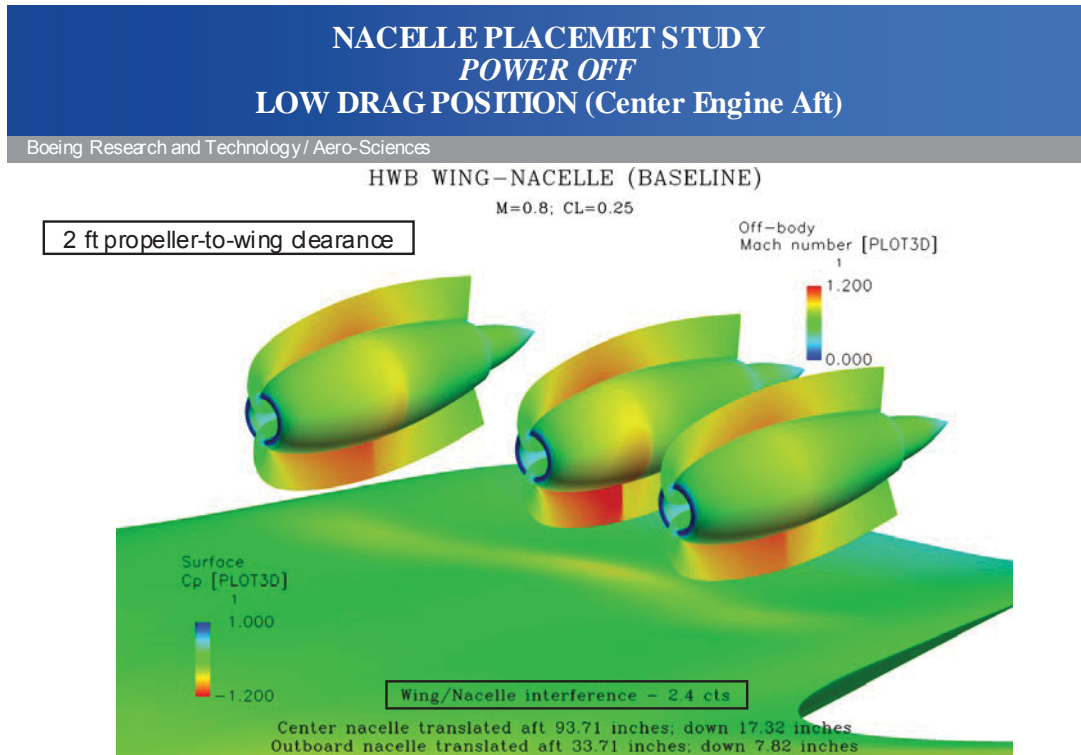 NACELLE PLACEMET STUDY
POWER OFF
LOW DRAG POSITION (Center Engine Aft)
Boeing Research and Technology / Aero-Sciences
HWB WING-NACELLE (BASELINE)
M=0.8; CL=0.25
2 ft propeller-to-wing clearance
Off-body
Mach number [PLOT3D]
1
1.200
0.000
Surface
Cp [PLOT3D]
1
1.000
-1.200
Wing/Nacelle interference - 2.4 cts
Center nacelle translated aft 93.71 inches; down 17.32 inches
Outboard nacelle translated aft 33.71 inches; down 7.82 inches